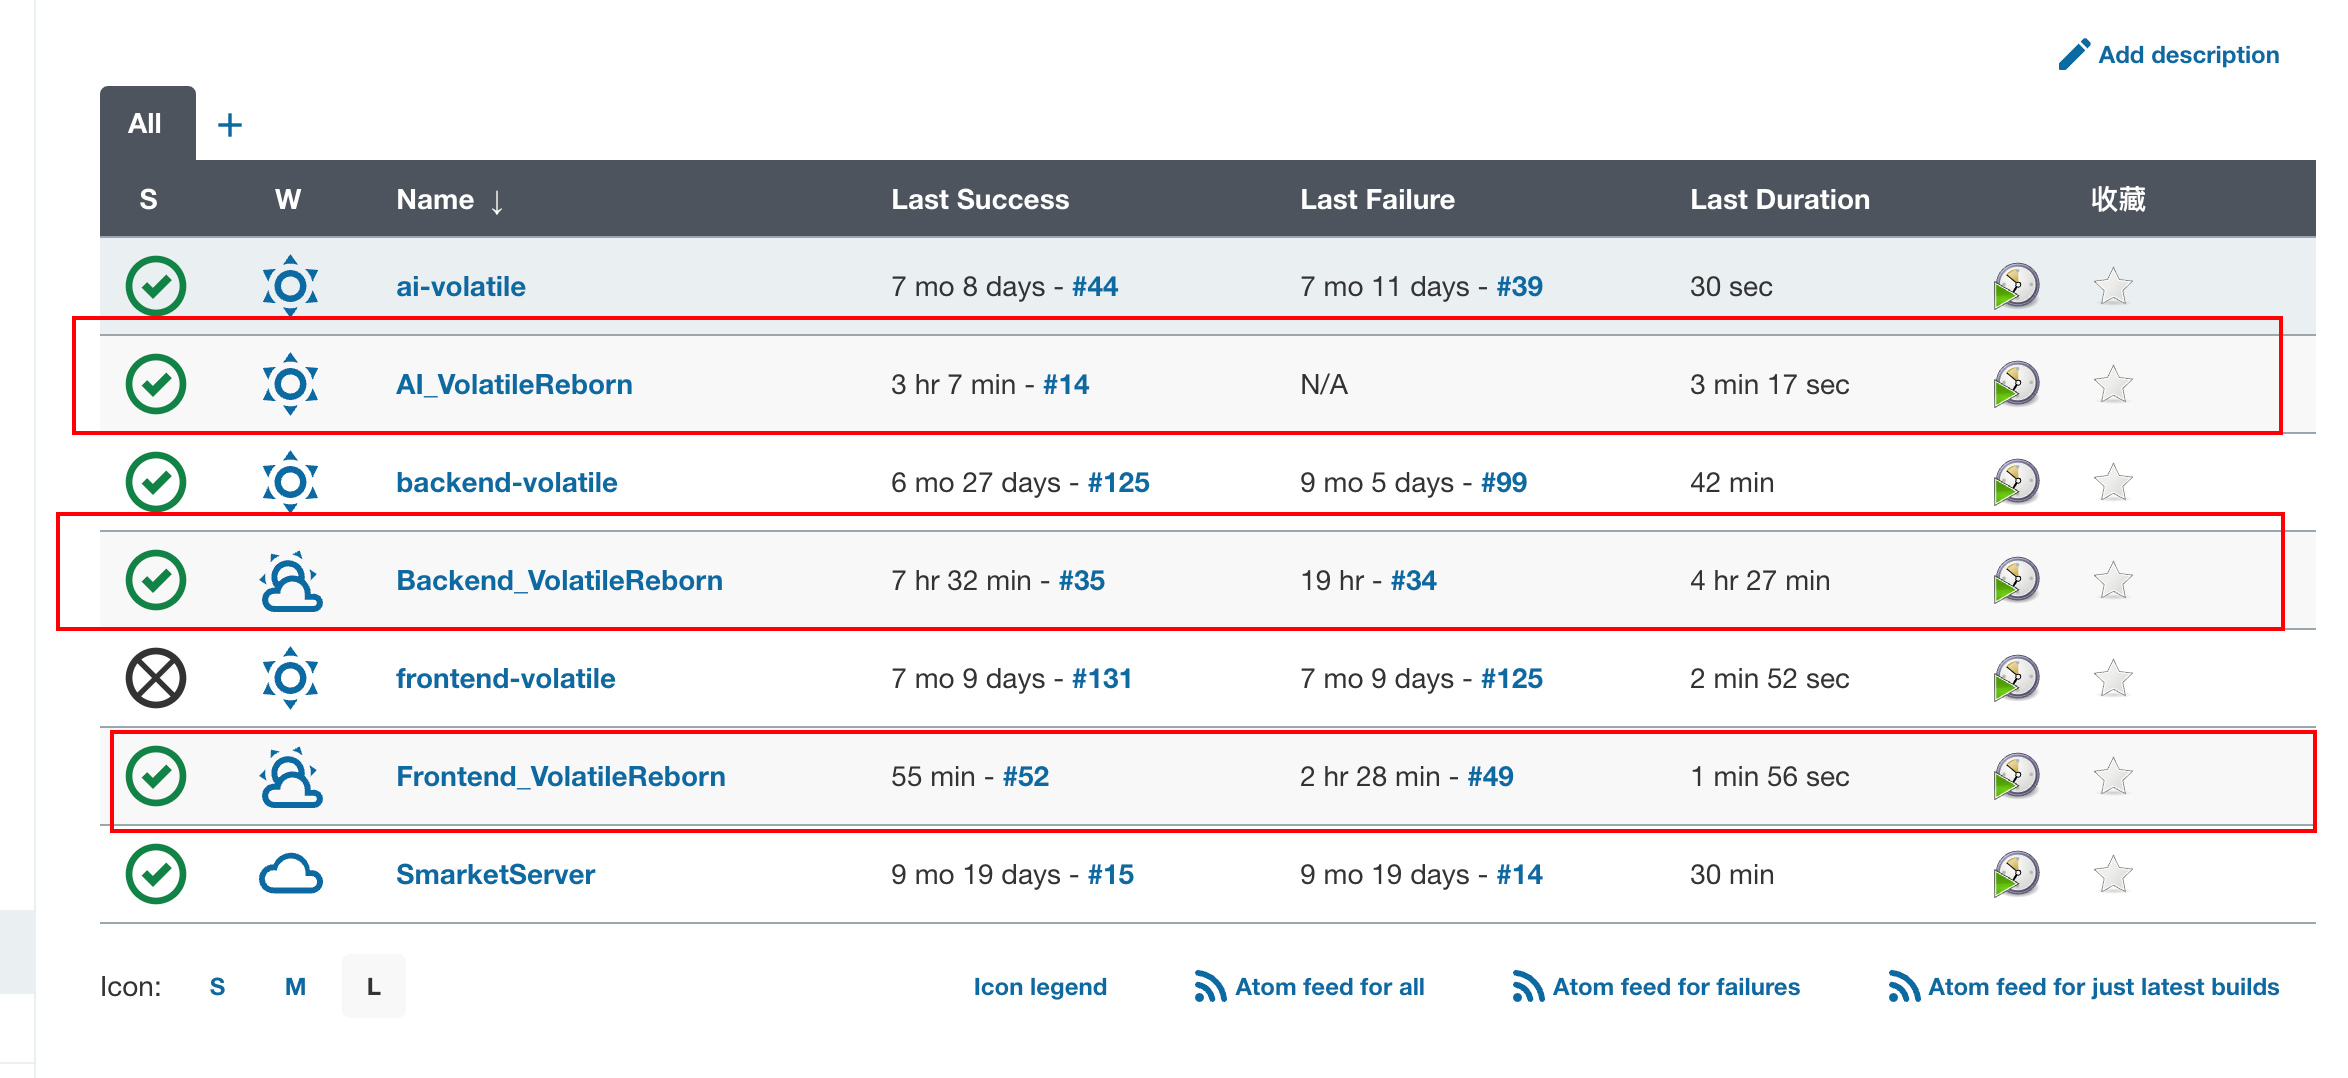 Add description
All +
S W Name ↓ Last Success Last Failure Last Duration 收藏
ai-volatile 7 mo 8 days - #44 7 mo 11 days - #39 30 sec
AI_VolatileReborn 3 hr 7 min - #14 N/A 3 min 17 sec
backend-volatile 6 mo 27 days - #125 9 mo 5 days - #99 42 min
Backend_VolatileReborn 7 hr 32 min - #35 19 hr - #34 4 hr 27 min
frontend-volatile 7 mo 9 days - #131 7 mo 9 days - #125 2 min 52 sec
Frontend_VolatileReborn 55 min - #52 2 hr 28 min - #49 1 min 56 sec
SmarketServer 9 mo 19 days - #15 9 mo 19 days - #14 30 min
Icon: S M L Icon legend Atom feed for all Atom feed for failures Atom feed for just latest builds